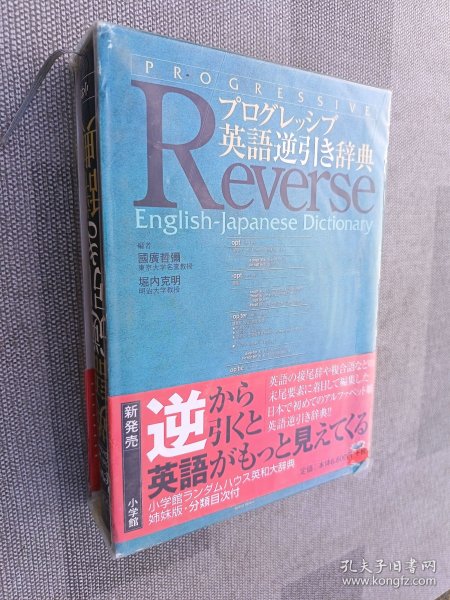 PROGRESSIVE
プログレッシブ
英語逆引き辞典
Reverse
English-Japanese Dictionary
編者
國廣哲彌
東京大学名誉教授
堀内克明
明治大学教授
新発売
小学館
逆から
引くと
英語がもっと見えてくる
英語の接尾辞や複合語など
末尾要素に着目して編集した
日本で初めてのアルファベット順
英語逆引き辞典!!
小学館ランダムハウス英和大辞典
姉妹版・分類目次付
孔夫子旧书网
www.kongfz.com